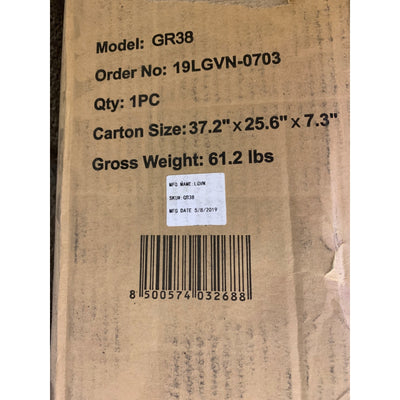 Model: GR38
Order No: 19LGVN-0703
Qty: 1PC
Carton Size: 37.2" x 25.6" x 7.3"
Gross Weight: 61.2 lbs
MFG NAME: LGVN
SKU#: GR38
MFG DATE 5/8/2019
8 500574 032688